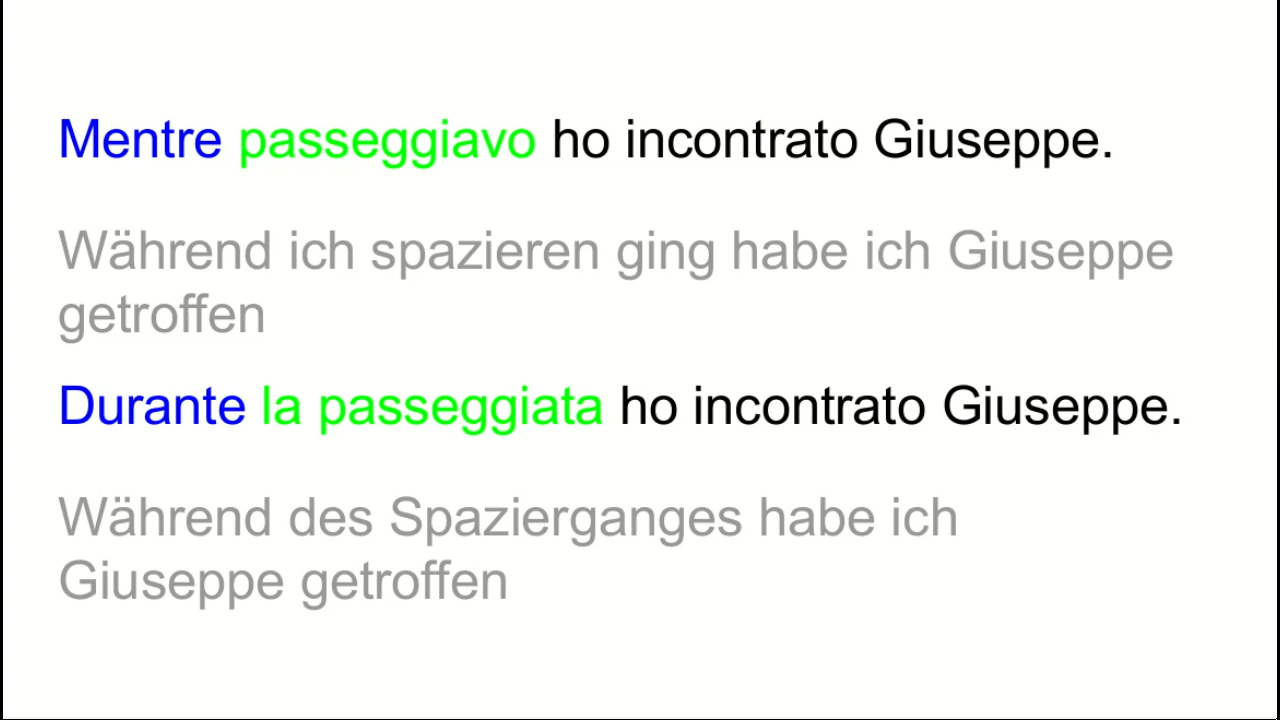 Mentre passeggiavo ho incontrato Giuseppe.
Während ich spazieren ging habe ich Giuseppe
getroffen
Durante la passeggiata ho incontrato Giuseppe.
Während des Spazierganges habe ich
Giuseppe getroffen